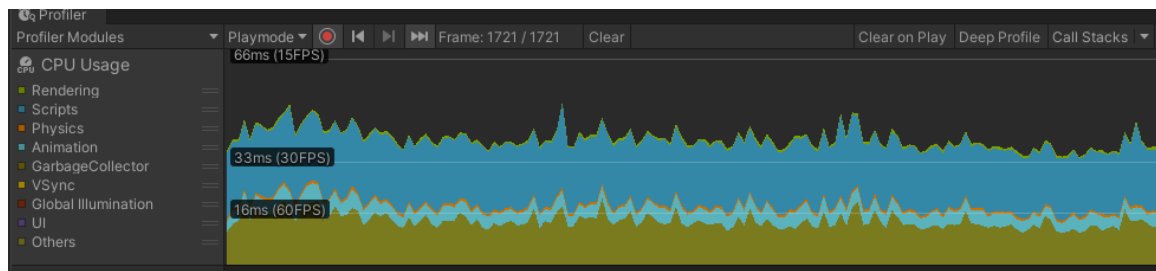 Profiler
Profiler Modules Playmode Frame: 1721 / 1721 Clear Clear on Play Deep Profile Call Stacks
CPU Usage
CPU
66ms (15FPS)
Rendering
Scripts
Physics
Animation
33ms (30FPS)
GarbageCollector
VSync
Global Illumination
16ms (60FPS)
UI
Others